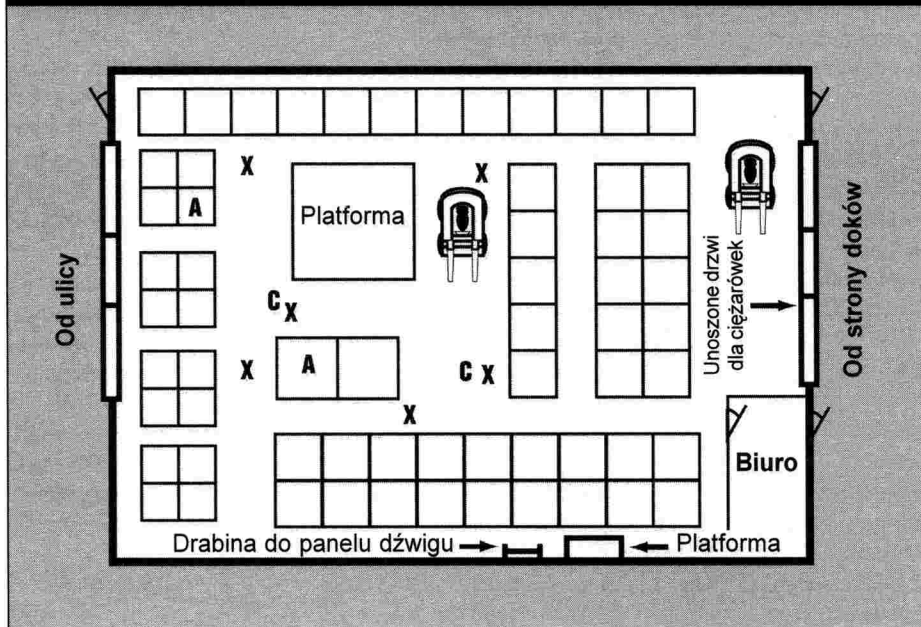 X
X
A
Platforma
Od ulicy
Unoszone drzwi
dla ciężarówek
Od strony doków
C X
X
A
C X
X
Biuro
Drabina do panelu dźwigu
Platforma